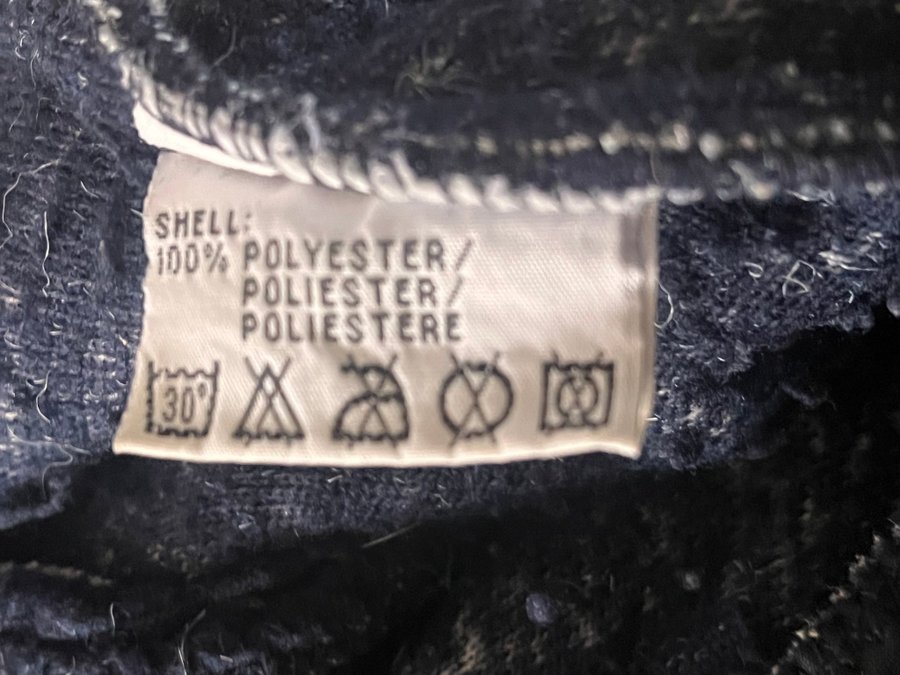 SHELL:
100% POLYESTER/
POLIESTER/
POLIESTERE
30°